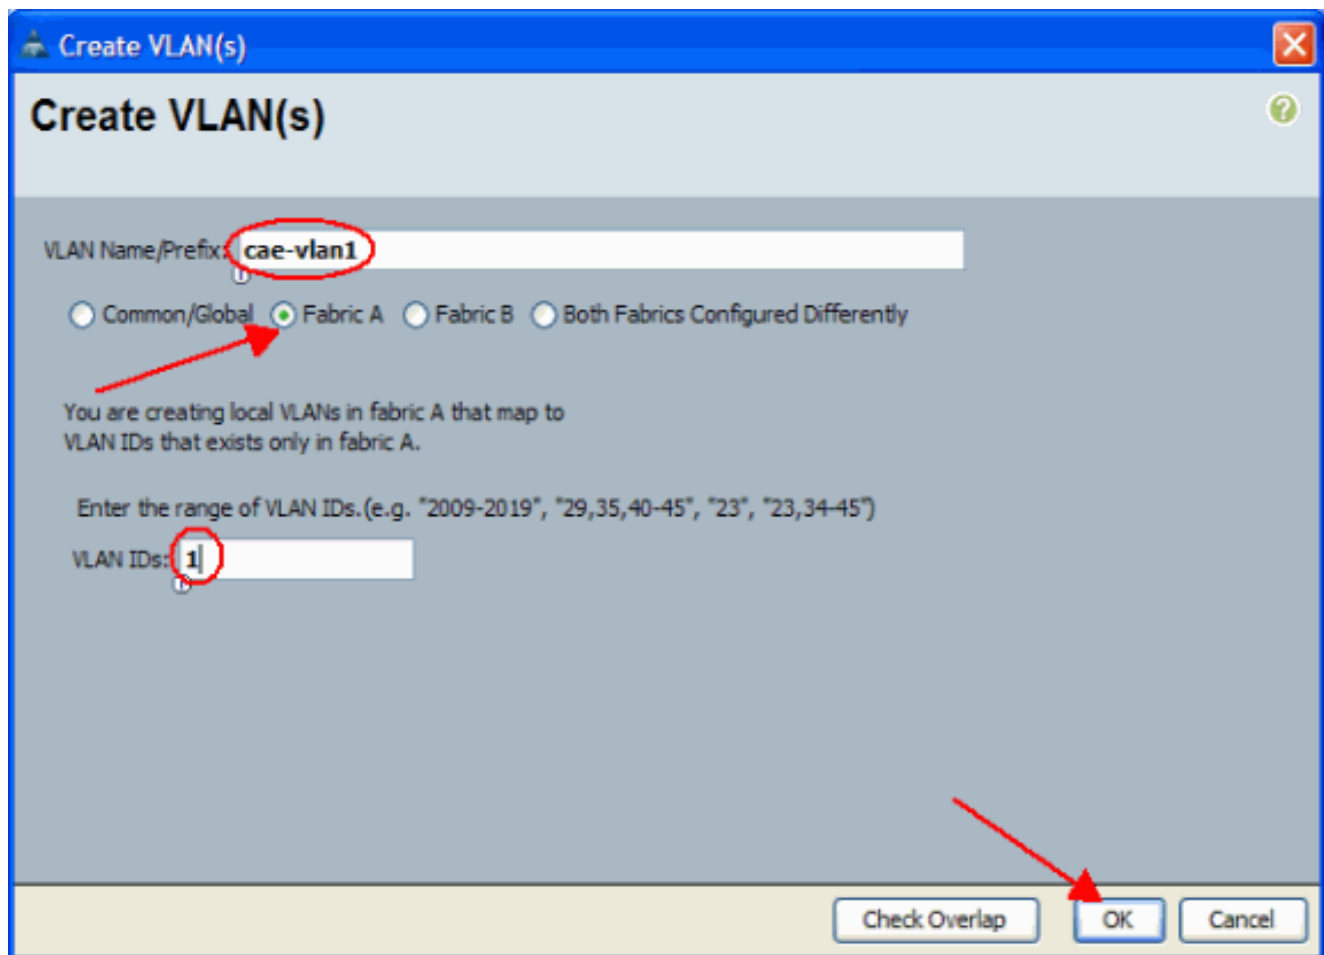 Create VLAN(s)
Create VLAN(s)
?
VLAN Name/Prefix: cae-vlan1
Common/Global Fabric A Fabric B Both Fabrics Configured Differently
You are creating local VLANs in fabric A that map to
VLAN IDs that exists only in fabric A.
Enter the range of VLAN IDs.(e.g. "2009-2019", "29,35,40-45", "23", "23,34-45")
VLAN IDs: 1
Check Overlap OK Cancel